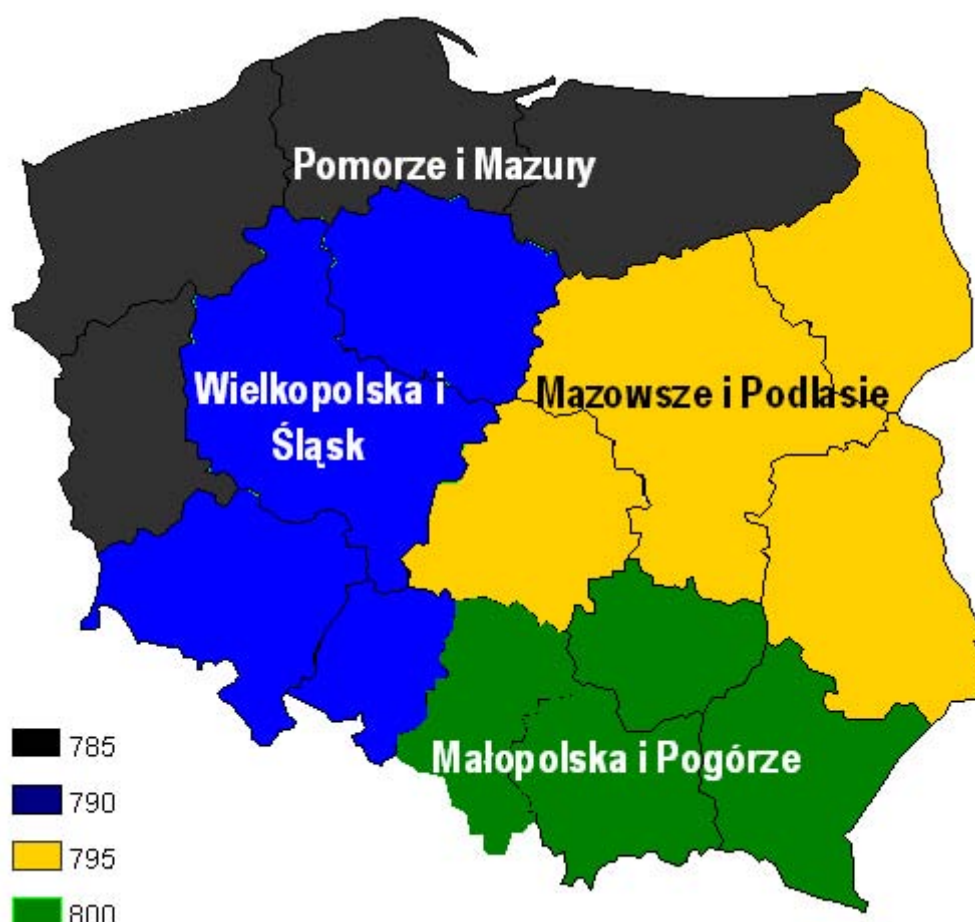 Pomorze i Mazury
Wielkopolska i
Śląsk
Mazowsze i Podlasie
Małopolska i Pogórze
785
790
795
800